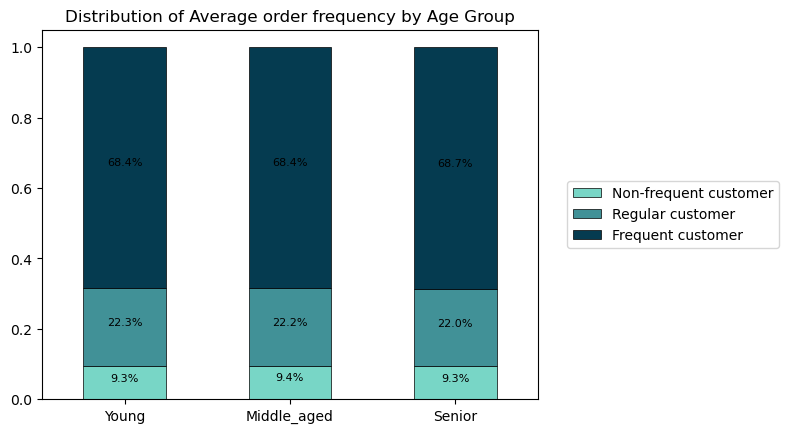 Distribution of Average order frequency by Age Group
1.0
0.8
0.6
0.4
0.2
0.0
68.4%
68.4%
68.7%
22.3%
22.2%
22.0%
9.3%
9.4%
9.3%
Young
Middle_aged
Senior
Non-frequent customer
Regular customer
Frequent customer